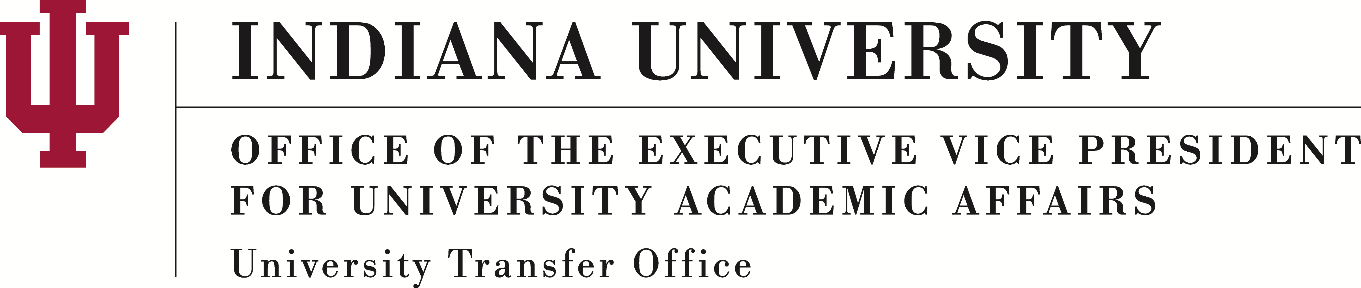 INDIANA UNIVERSITY
OFFICE OF THE EXECUTIVE VICE PRESIDENT
FOR UNIVERSITY ACADEMIC AFFAIRS
University Transfer Office